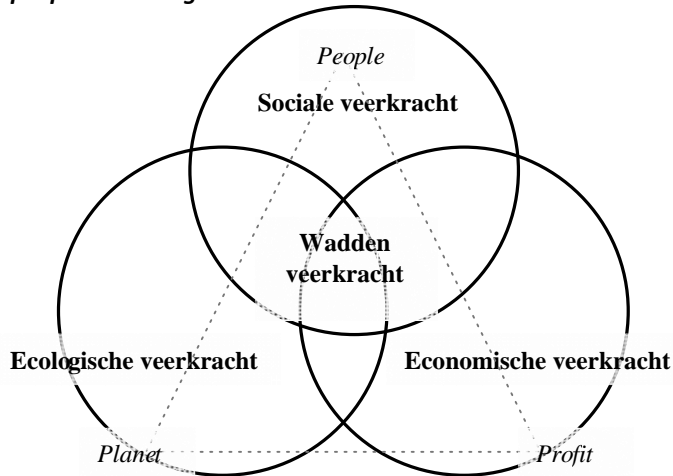 People
Sociale veerkracht
Wadden
veerkracht
Ecologische veerkracht
Economische veerkracht
Planet
Profit